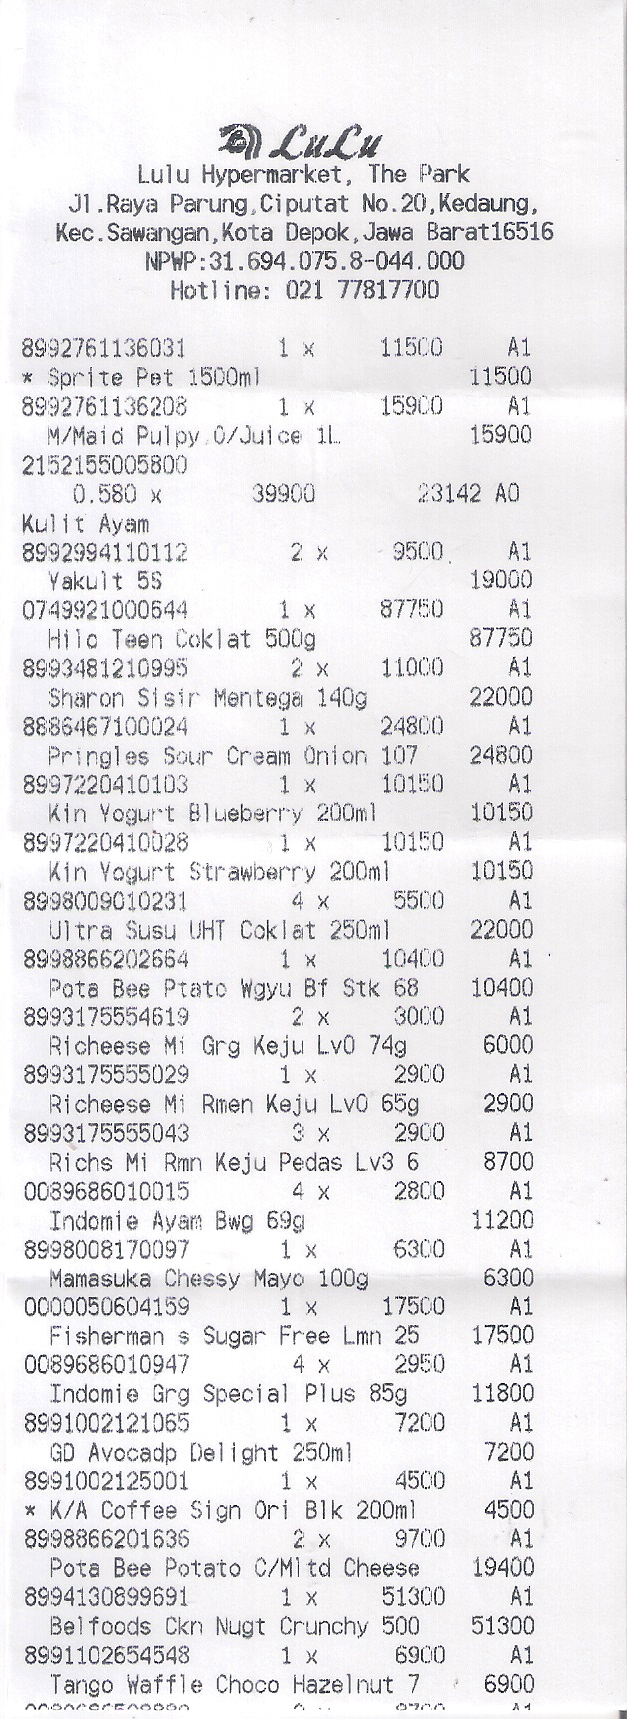 LuLu
Lulu Hypermarket, The Park
Jl.Raya Parung,Ciputat No.20,Kedaung,
Kec.Sawangan,Kota Depok,Jawa Barat16516
NPWP:31.694.075.8-044.000
Hotline: 021 77817700
8992761136031 1 x 11500 A1
* Sprite Pet 1500ml 11500
8992761136208 1 x 15900 A1
M/Maid Pulpy O/Juice 1L 15900
2152155005800
0.580 x 39900 23142 A0
Kulit Ayam
8992994110112 2 x 9500 A1
Yakult 5S 19000
0749921000644 1 x 87750 A1
Hilo Teen Coklat 500g 87750
8993481210995 2 x 11000 A1
Sharon Sisir Mentega 140g 22000
8886467100024 1 x 24800 A1
Pringles Sour Cream Onion 107 24800
8997220410103 1 x 10150 A1
Kin Yogurt Blueberry 200ml 10150
8997220410028 1 x 10150 A1
Kin Yogurt Strawberry 200ml 10150
8998009010231 4 x 5500 A1
Ultra Susu UHT Coklat 250ml 22000
8998866202664 1 x 10400 A1
Pota Bee Ptato Wgyu Bf Stk 68 10400
8993175554619 2 x 3000 A1
Richeese Mi Grg Keju Lv0 74g 6000
8993175555029 1 x 2900 A1
Richeese Mi Rmen Keju Lv0 65g 2900
8993175555043 3 x 2900 A1
Richs Mi Rmn Keju Pedas Lv3 6 8700
0089686010015 4 x 2800 A1
Indomie Ayam Bwg 69g 11200
8998008170097 1 x 6300 A1
Mamasuka Chessy Mayo 100g 6300
0000050604159 1 x 17500 A1
Fisherman s Sugar Free Lmn 25 17500
0089686010947 4 x 2950 A1
Indomie Grg Special Plus 85g 11800
8991002121065 1 x 7200 A1
GD Avocadp Delight 250ml 7200
8991002125001 1 x 4500 A1
* K/A Coffee Sign Ori Blk 200ml 4500
8998866201636 2 x 9700 A1
Pota Bee Potato C/Mltd Cheese 19400
8994130899691 1 x 51300 A1
Belfoods Ckn Nugt Crunchy 500 51300
8991102654548 1 x 6900 A1
Tango Waffle Choco Hazelnut 7 6900